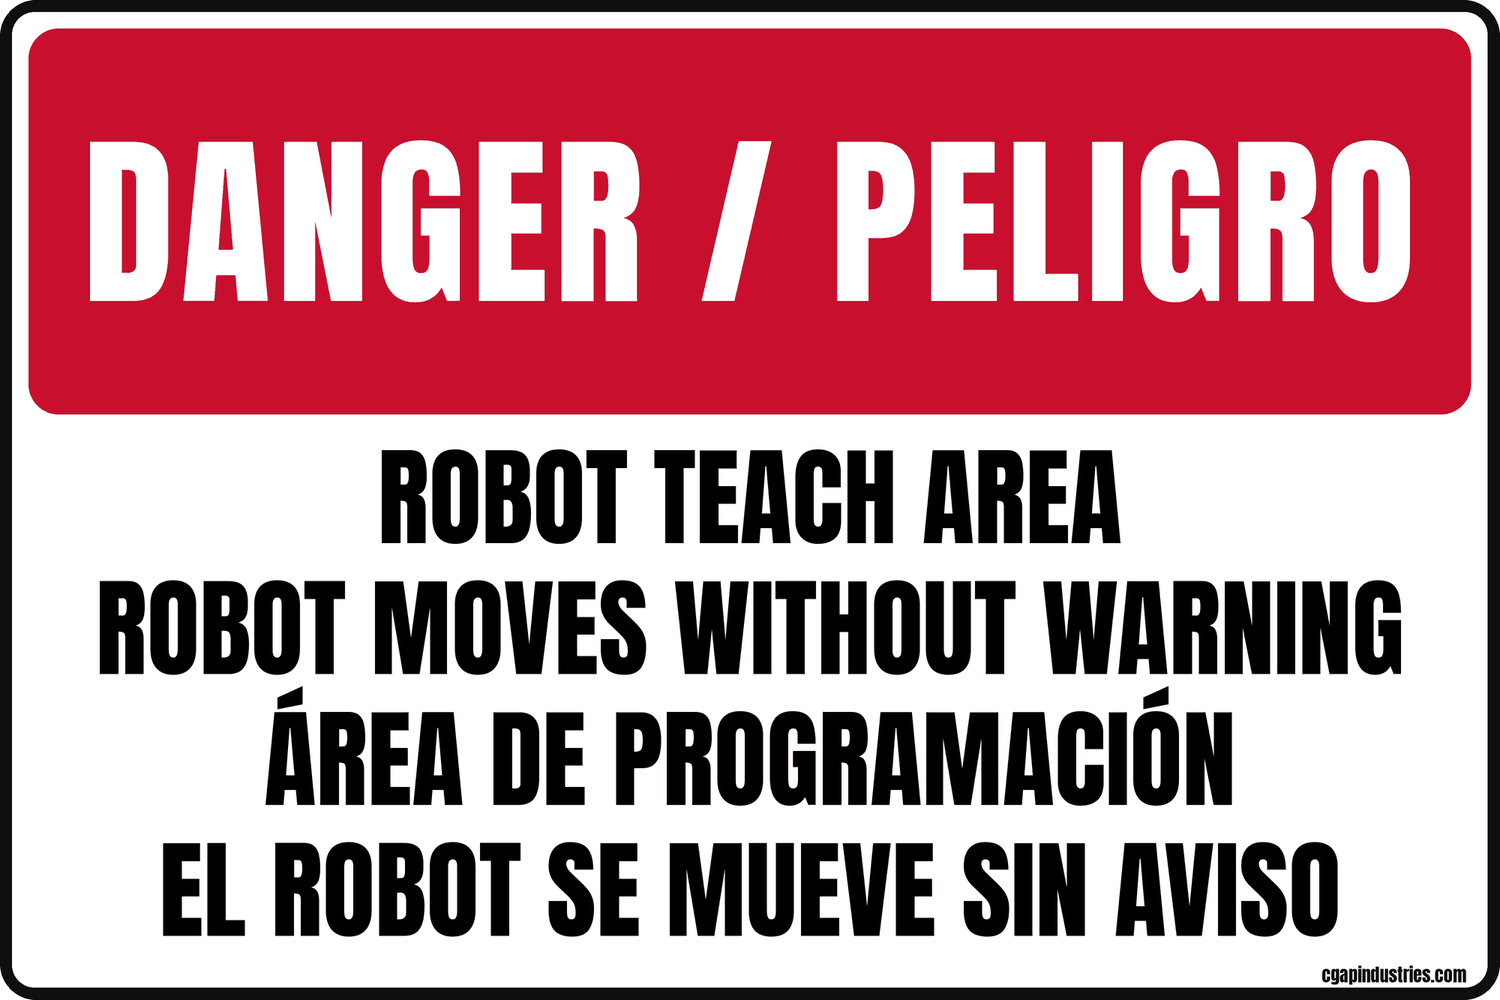 DANGER / PELIGRO
ROBOT TEACH AREA
ROBOT MOVES WITHOUT WARNING
ÁREA DE PROGRAMACIÓN
EL ROBOT SE MUEVE SIN AVISO
cgapindustries.com